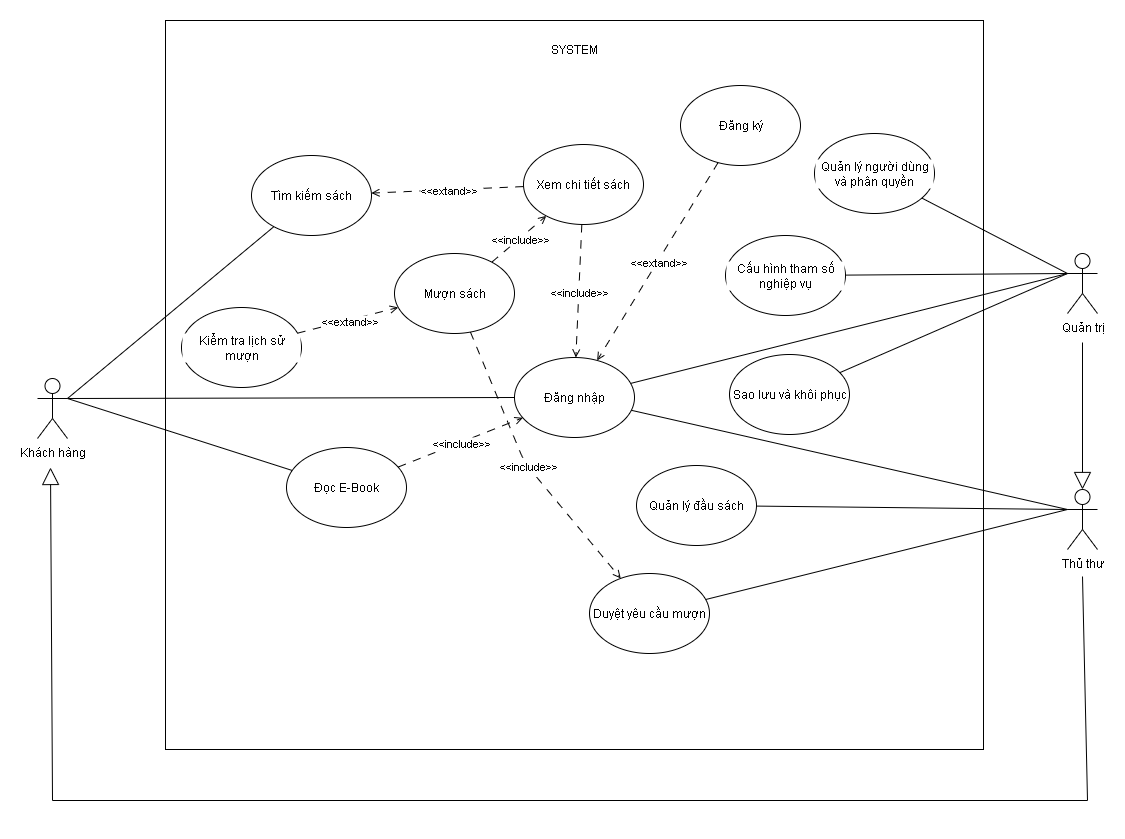 SYSTEM
Đăng ký
Quản lý người dùng
và phân quyền
Tìm kiếm sách
<<extand>>
Xem chi tiết sách
<<include>>
<<extand>>
Cấu hình tham số
nghiệp vụ
Mượn sách
<<include>>
<<extand>>
Kiểm tra lịch sử
mượn
Quản trị
Đăng nhập
Sao lưu và khôi phục
Khách hàng
<<include>>
<<include>>
Đọc E-Book
Quản lý đầu sách
Thủ thư
Duyệt yêu cầu mượn